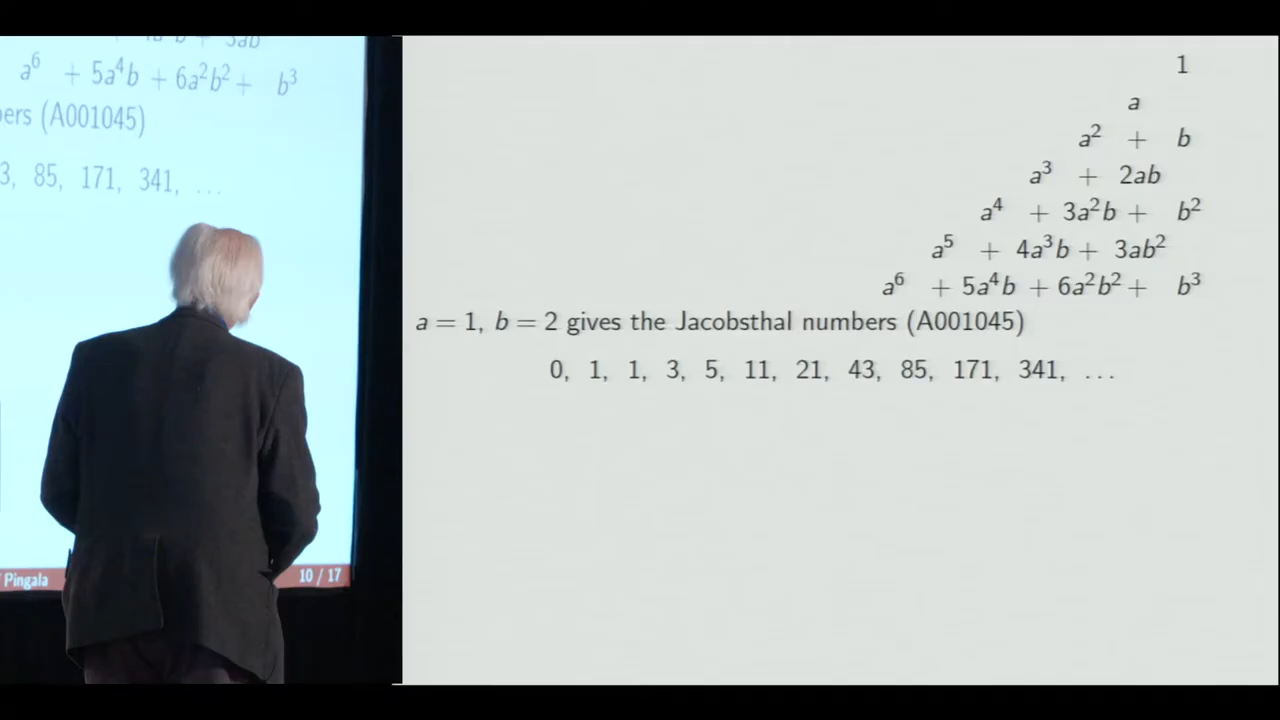 3ab
a⁶ + 5a⁴b + 6a²b² + b³
ers (A001045)
3, 85, 171, 341, …
Pingala
10 / 17
1
a
a² + b
a³ + 2ab
a⁴ + 3a²b + b²
a⁵ + 4a³b + 3ab²
a⁶ + 5a⁴b + 6a²b² + b³
a = 1, b = 2 gives the Jacobsthal numbers (A001045)
0, 1, 1, 3, 5, 11, 21, 43, 85, 171, 341, …